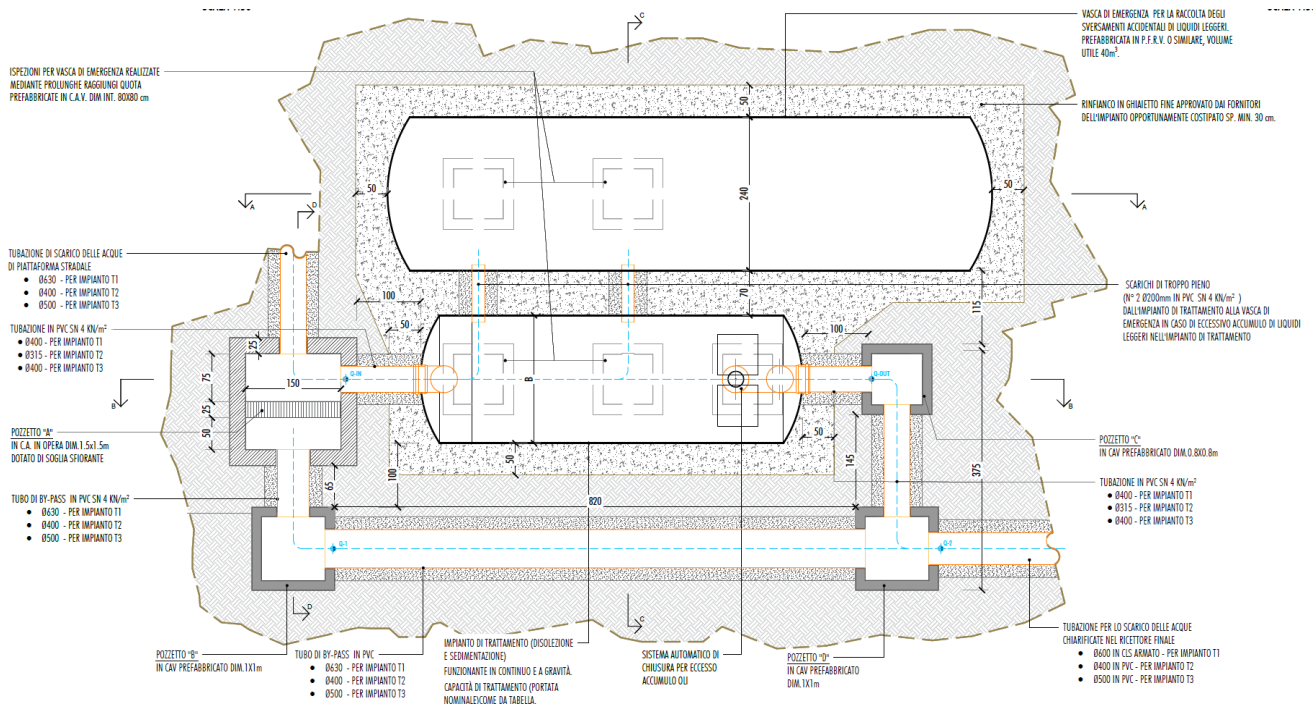 VASCA DI EMERGENZA PER LA RACCOLTA DEGLI
SVERSAMENTI ACCIDENTALI DI LIQUIDI LEGGERI.
PREFABBRICATA IN P.F.R.V. O SIMILARE, VOLUME
UTILE 40m³.
ISPEZIONI PER VASCA DI EMERGENZA REALIZZATE
MEDIANTE PROLUNGHE RAGGIUNGI QUOTA
PREFABBRICATE IN C.A.V. DIM INT. 80X80 cm
RINFIANCO IN GHIAIETTO FINE APPROVATO DAI FORNITORI
DELL'IMPIANTO OPPORTUNAMENTE COSTIPATO SP. MIN. 30 cm.
C
50
50
240
50
A
A
D
TUBAZIONE DI SCARICO DELLE ACQUE
DI PIATTAFORMA STRADALE
● Ø630 - PER IMPIANTO T1
● Ø400 - PER IMPIANTO T2
● Ø500 - PER IMPIANTO T3
SCARICHI DI TROPPO PIENO
(N° 2 Ø200mm IN PVC SN 4 KN/m² )
DALL'IMPIANTO DI TRATTAMENTO ALLA VASCA DI
EMERGENZA IN CASO DI ECCESSIVO ACCUMULO DI LIQUIDI
LEGGERI NELL'IMPIANTO DI TRATTAMENTO
70
115
100
50
100
TUBAZIONE IN PVC SN 4 KN/m²
● Ø400 - PER IMPIANTO T1
● Ø315 - PER IMPIANTO T2
● Ø400 - PER IMPIANTO T3
25
75
150
25
50
Q-IN
B
Q-OUT
B
B
POZZETTO "A"
IN C.A. IN OPERA DIM.1.5x1.5m
DOTATO DI SOGLIA SFIORANTE
50
50
100
65
145
375
820
POZZETTO "C"
IN CAV PREFABBRICATO DIM.0.8X0.8m
TUBO DI BY-PASS IN PVC SN 4 KN/m²
● Ø630 - PER IMPIANTO T1
● Ø400 - PER IMPIANTO T2
● Ø500 - PER IMPIANTO T3
TUBAZIONE IN PVC SN 4 KN/m²
● Ø400 - PER IMPIANTO T1
● Ø315 - PER IMPIANTO T2
● Ø400 - PER IMPIANTO T3
Q-1
Q-2
D
C
POZZETTO "B"
IN CAV PREFABBRICATO DIM.1X1m
TUBO DI BY-PASS IN PVC
● Ø630 - PER IMPIANTO T1
● Ø400 - PER IMPIANTO T2
● Ø500 - PER IMPIANTO T3
IMPIANTO DI TRATTAMENTO (DISOLEZIONE
E SEDIMENTAZIONE)
FUNZIONANTE IN CONTINUO E A GRAVITÀ.
CAPACITÀ DI TRATTAMENTO (PORTATA
NOMINALE)COME DA TABELLA.
SISTEMA AUTOMATICO DI
CHIUSURA PER ECCESSO
ACCUMULO OLI
POZZETTO "D"
IN CAV PREFABBRICATO
DIM.1X1m
TUBAZIONE PER LO SCARICO DELLE ACQUE
CHIARIFICATE NEL RICETTORE FINALE
● Ø600 IN CLS ARMATO - PER IMPIANTO T1
● Ø400 IN PVC - PER IMPIANTO T2
● Ø500 IN PVC - PER IMPIANTO T3